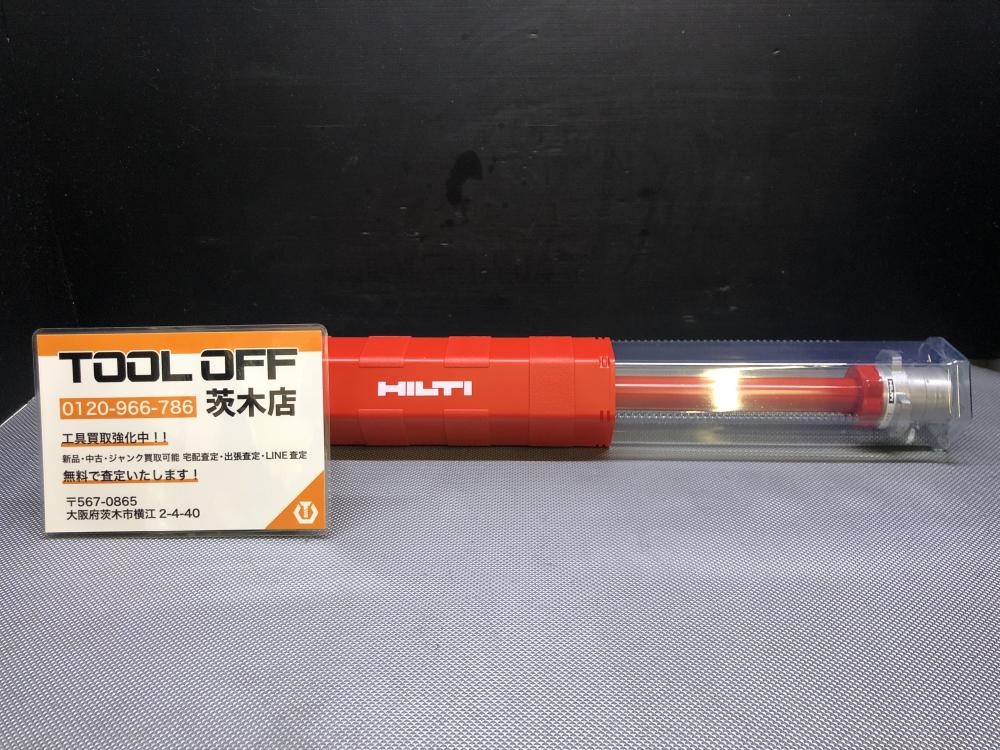 TOOL OFF
0120-966-786 茨木店
工具買取強化中！！
新品・中古・ジャンク買取可能 宅配査定・出張査定・LINE査定
無料で査定いたします！
〒567-0865
大阪府茨木市横江 2-4-40
HILTI